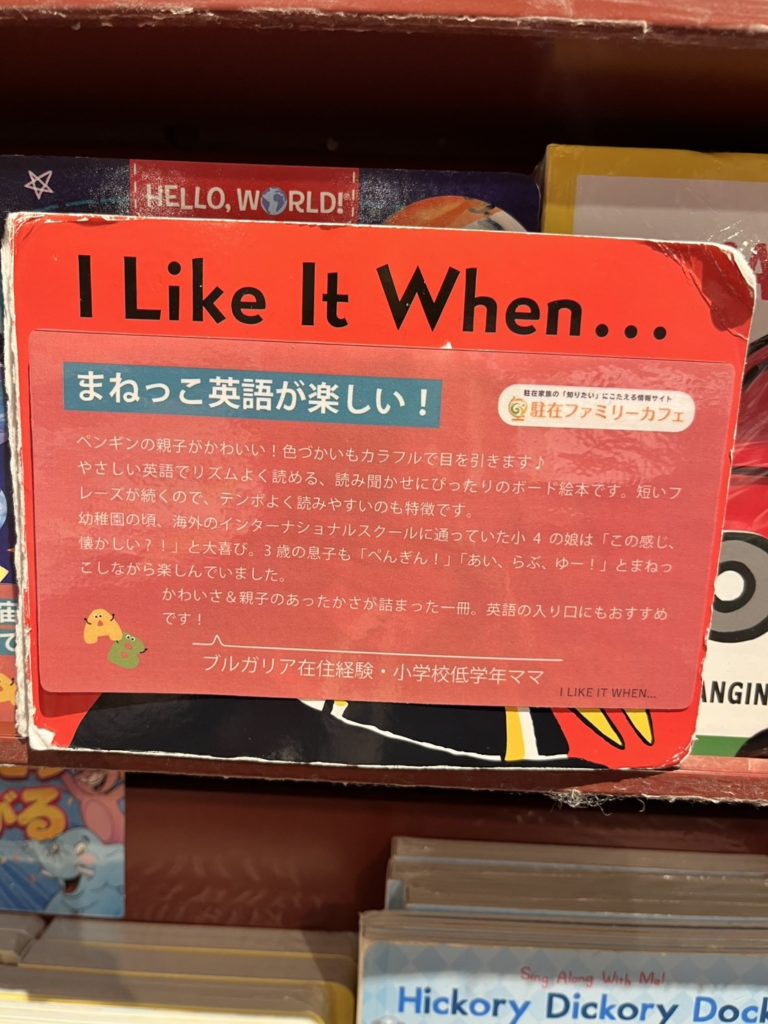 HELLO, WORLD!
I Like It When...
まねっこ英語が楽しい！
駐在家族の「知りたい」にこたえる情報サイト
駐在ファミリーカフェ
ペンギンの親子がかわいい！色づかいもカラフルで目を引きます♪
やさしい英語でリズムよく読める、読み聞かせにぴったりのボード絵本です。短いフ
レーズが続くので、テンポよく読みやすいのも特徴です。
幼稚園の頃、海外のインターナショナルスクールに通っていた小 4 の娘は「この感じ、
懐かしい？！」と大喜び。3 歳の息子も「ぺんぎん！」「あい、らぶ、ゆー！」とまねっ
こしながら楽しんでいました。
かわいさ＆親子のあったかさが詰まった一冊。英語の入り口にもおすすめ
です！
A
B
ブルガリア在住経験・小学校低学年ママ
I LIKE IT WHEN...
ANGIN
がる
Sing Along With Me!
Hickory Dickory Dock